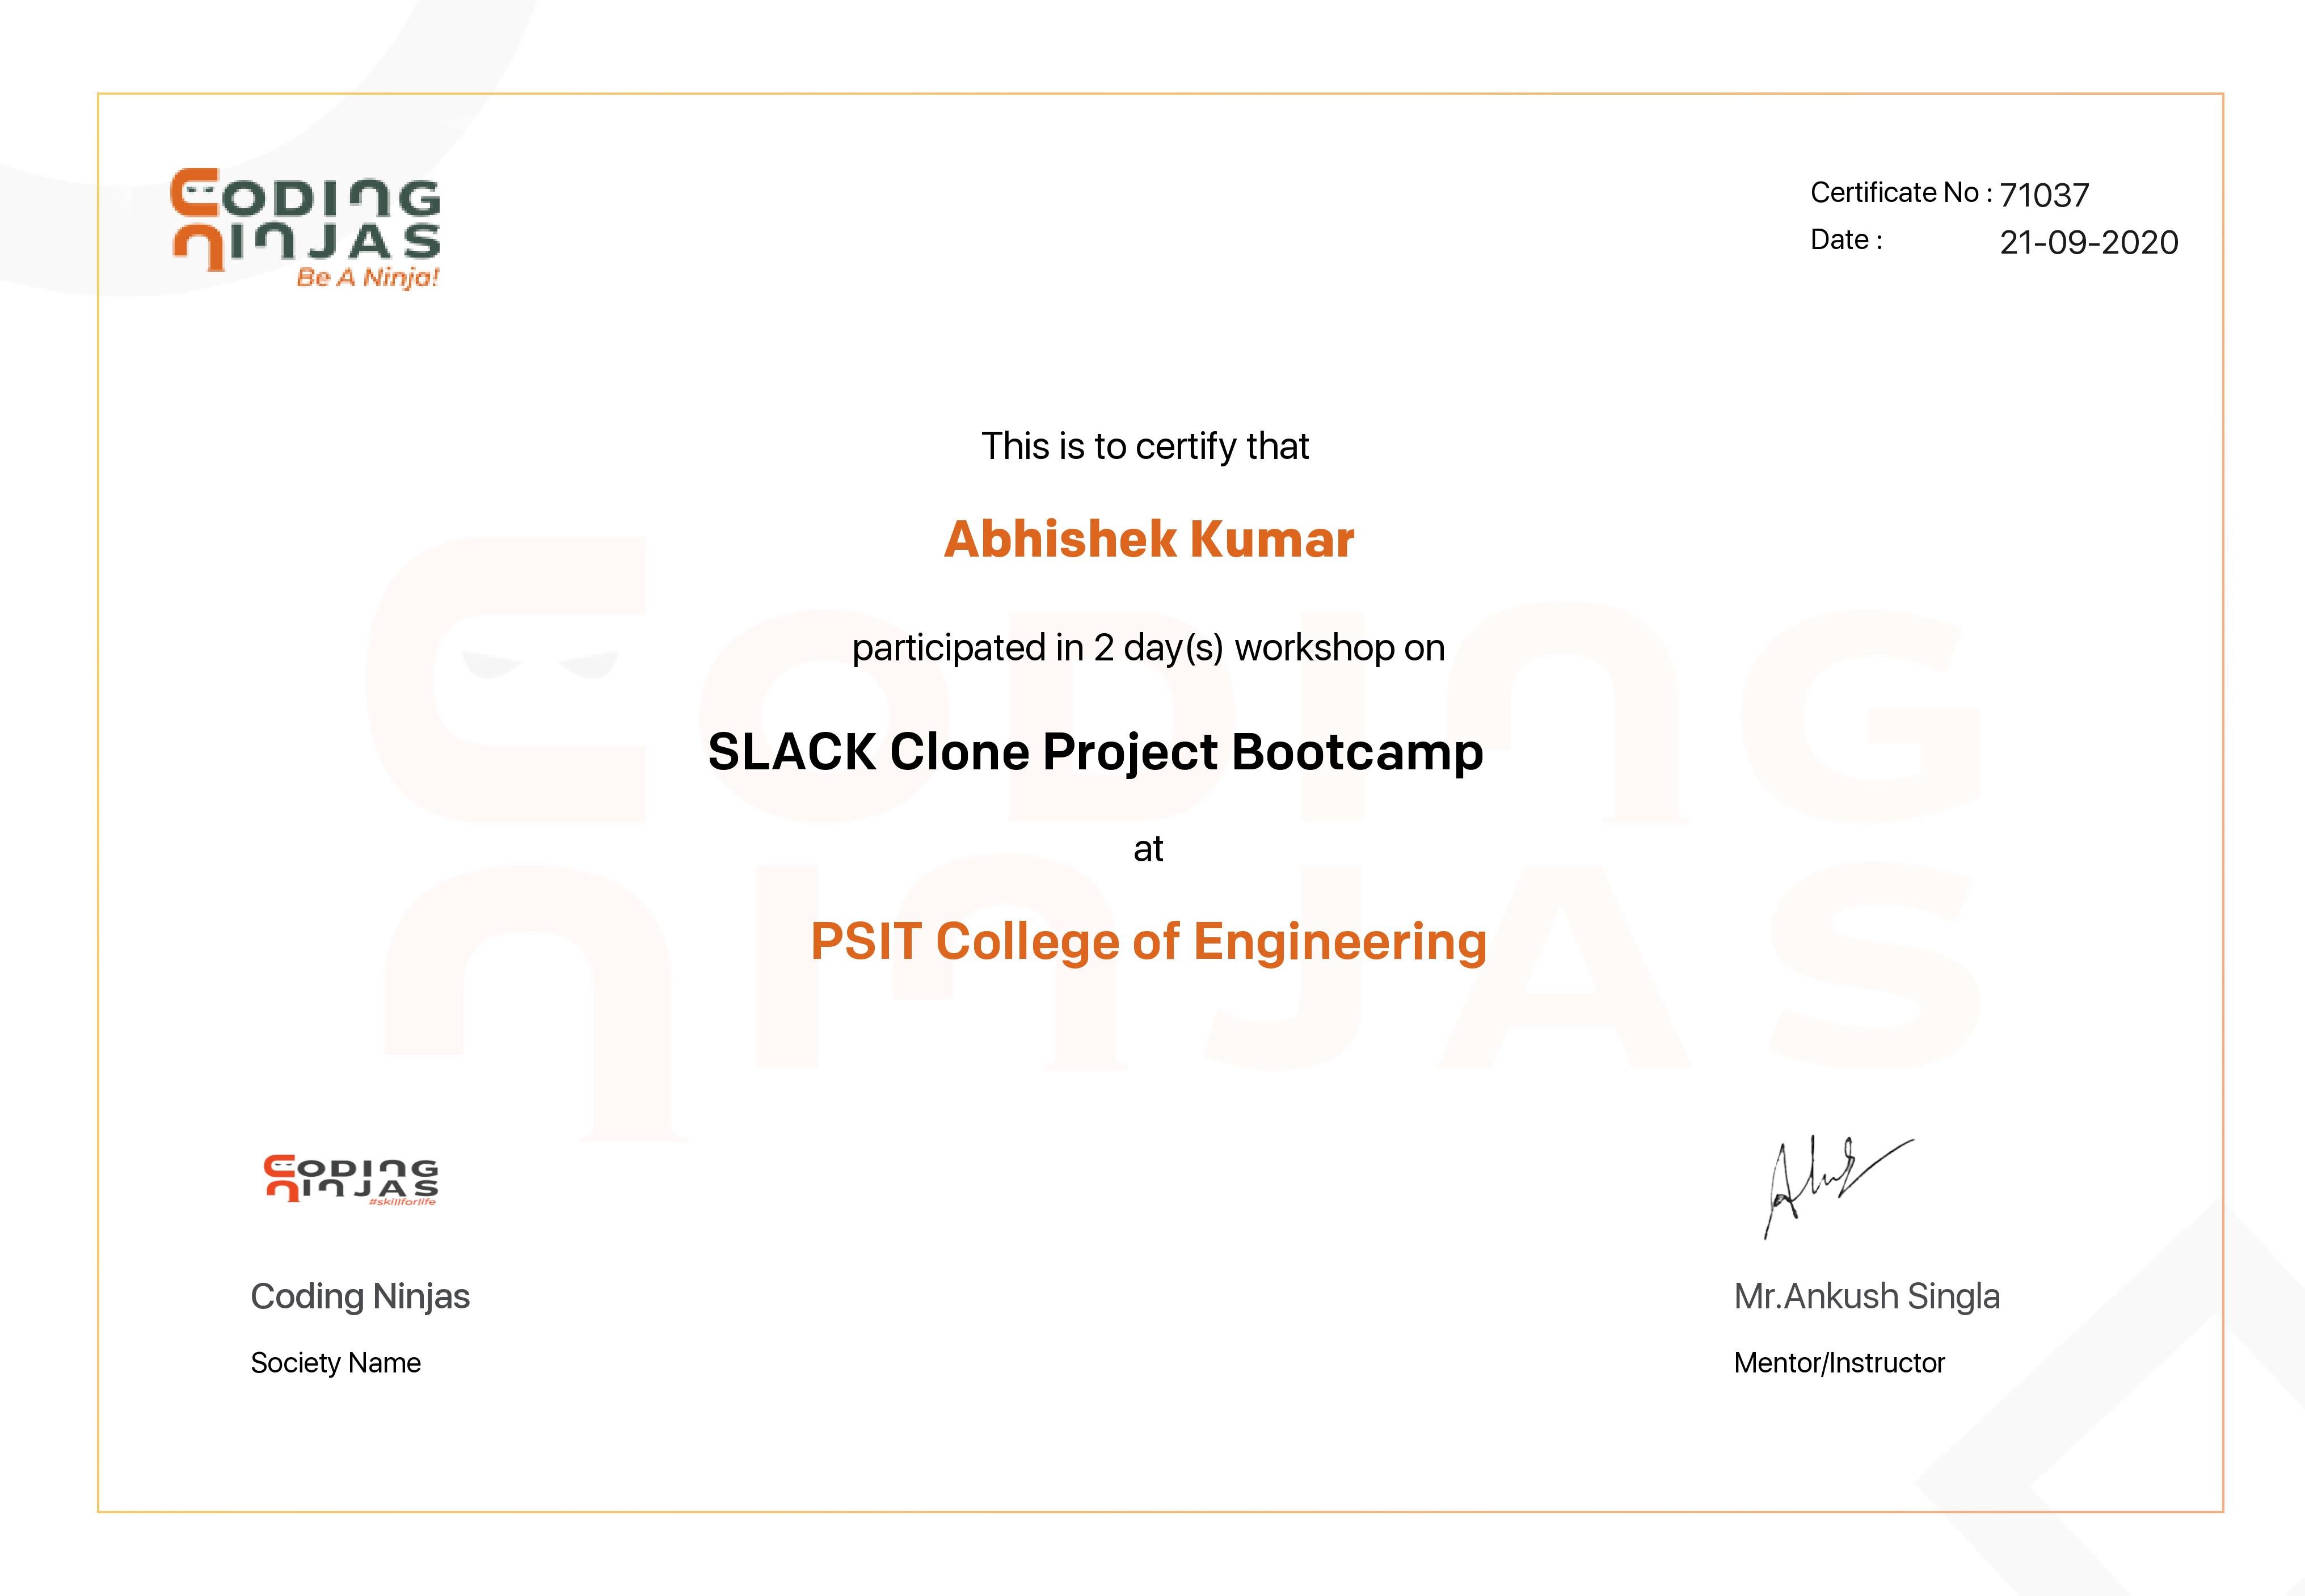 CODING
NINJAS
Be A Ninja!
Certificate No : 71037
Date : 21-09-2020
This is to certify that
Abhishek Kumar
participated in 2 day(s) workshop on
SLACK Clone Project Bootcamp
at
PSIT College of Engineering
CODING
NINJAS
CODING
NINJAS
#skillforlife
Coding Ninjas
Society Name
Mr.Ankush Singla
Mentor/Instructor